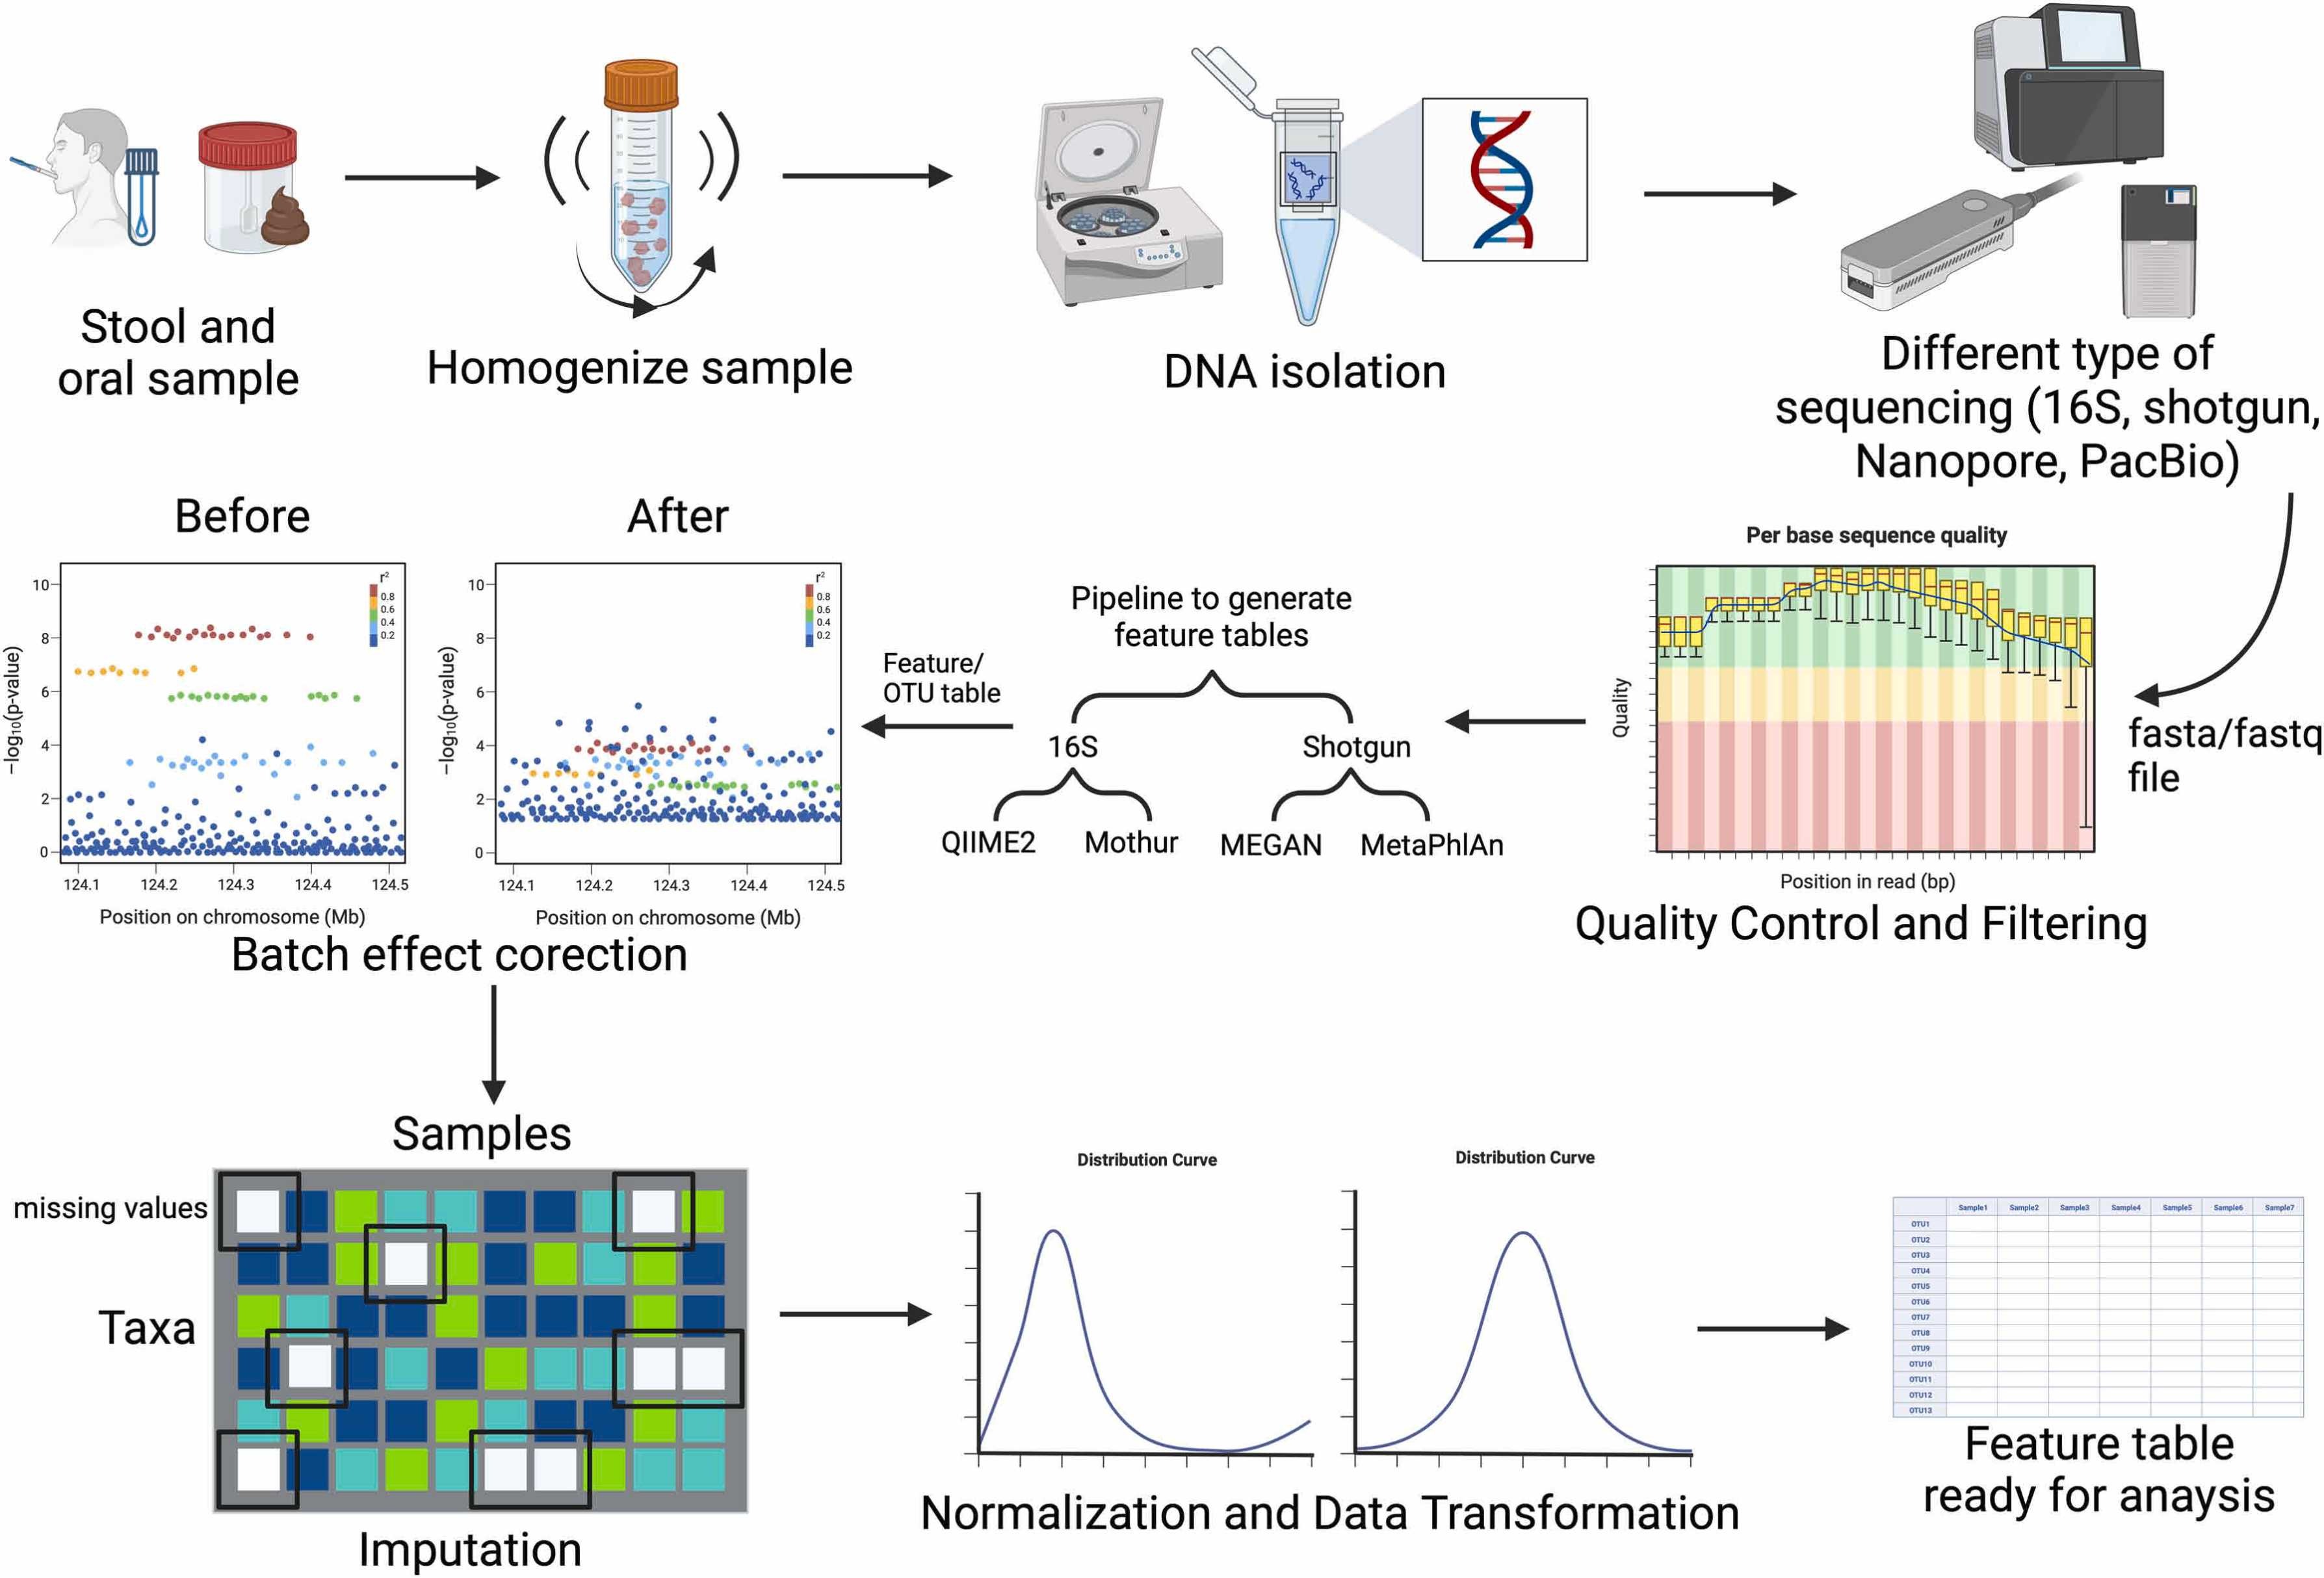 Stool and
oral sample
Homogenize sample
DNA isolation
Different type of
sequencing (16S, shotgun,
Nanopore, PacBio)
Before
After
r²
0.8
0.6
0.4
0.2
10
8
6
4
2
0
−log₁₀(p-value)
124.1 124.2 124.3 124.4 124.5
Position on chromosome (Mb)
r²
0.8
0.6
0.4
0.2
10
8
6
4
2
0
−log₁₀(p-value)
124.1 124.2 124.3 124.4 124.5
Position on chromosome (Mb)
Batch effect corection
Feature/
OTU table
Pipeline to generate
feature tables
16S
Shotgun
QIIME2
Mothur
MEGAN
MetaPhlAn
Per base sequence quality
Quality
Position in read (bp)
Quality Control and Filtering
fasta/fastq
file
Samples
missing values
Taxa
Imputation
Distribution Curve
Distribution Curve
Normalization and Data Transformation
Sample1 Sample2 Sample3 Sample4 Sample5 Sample6 Sample7
OTU1
OTU2
OTU3
OTU4
OTU5
OTU6
OTU7
OTU8
OTU9
OTU10
OTU11
OTU12
OTU13
Feature table
ready for anaysis